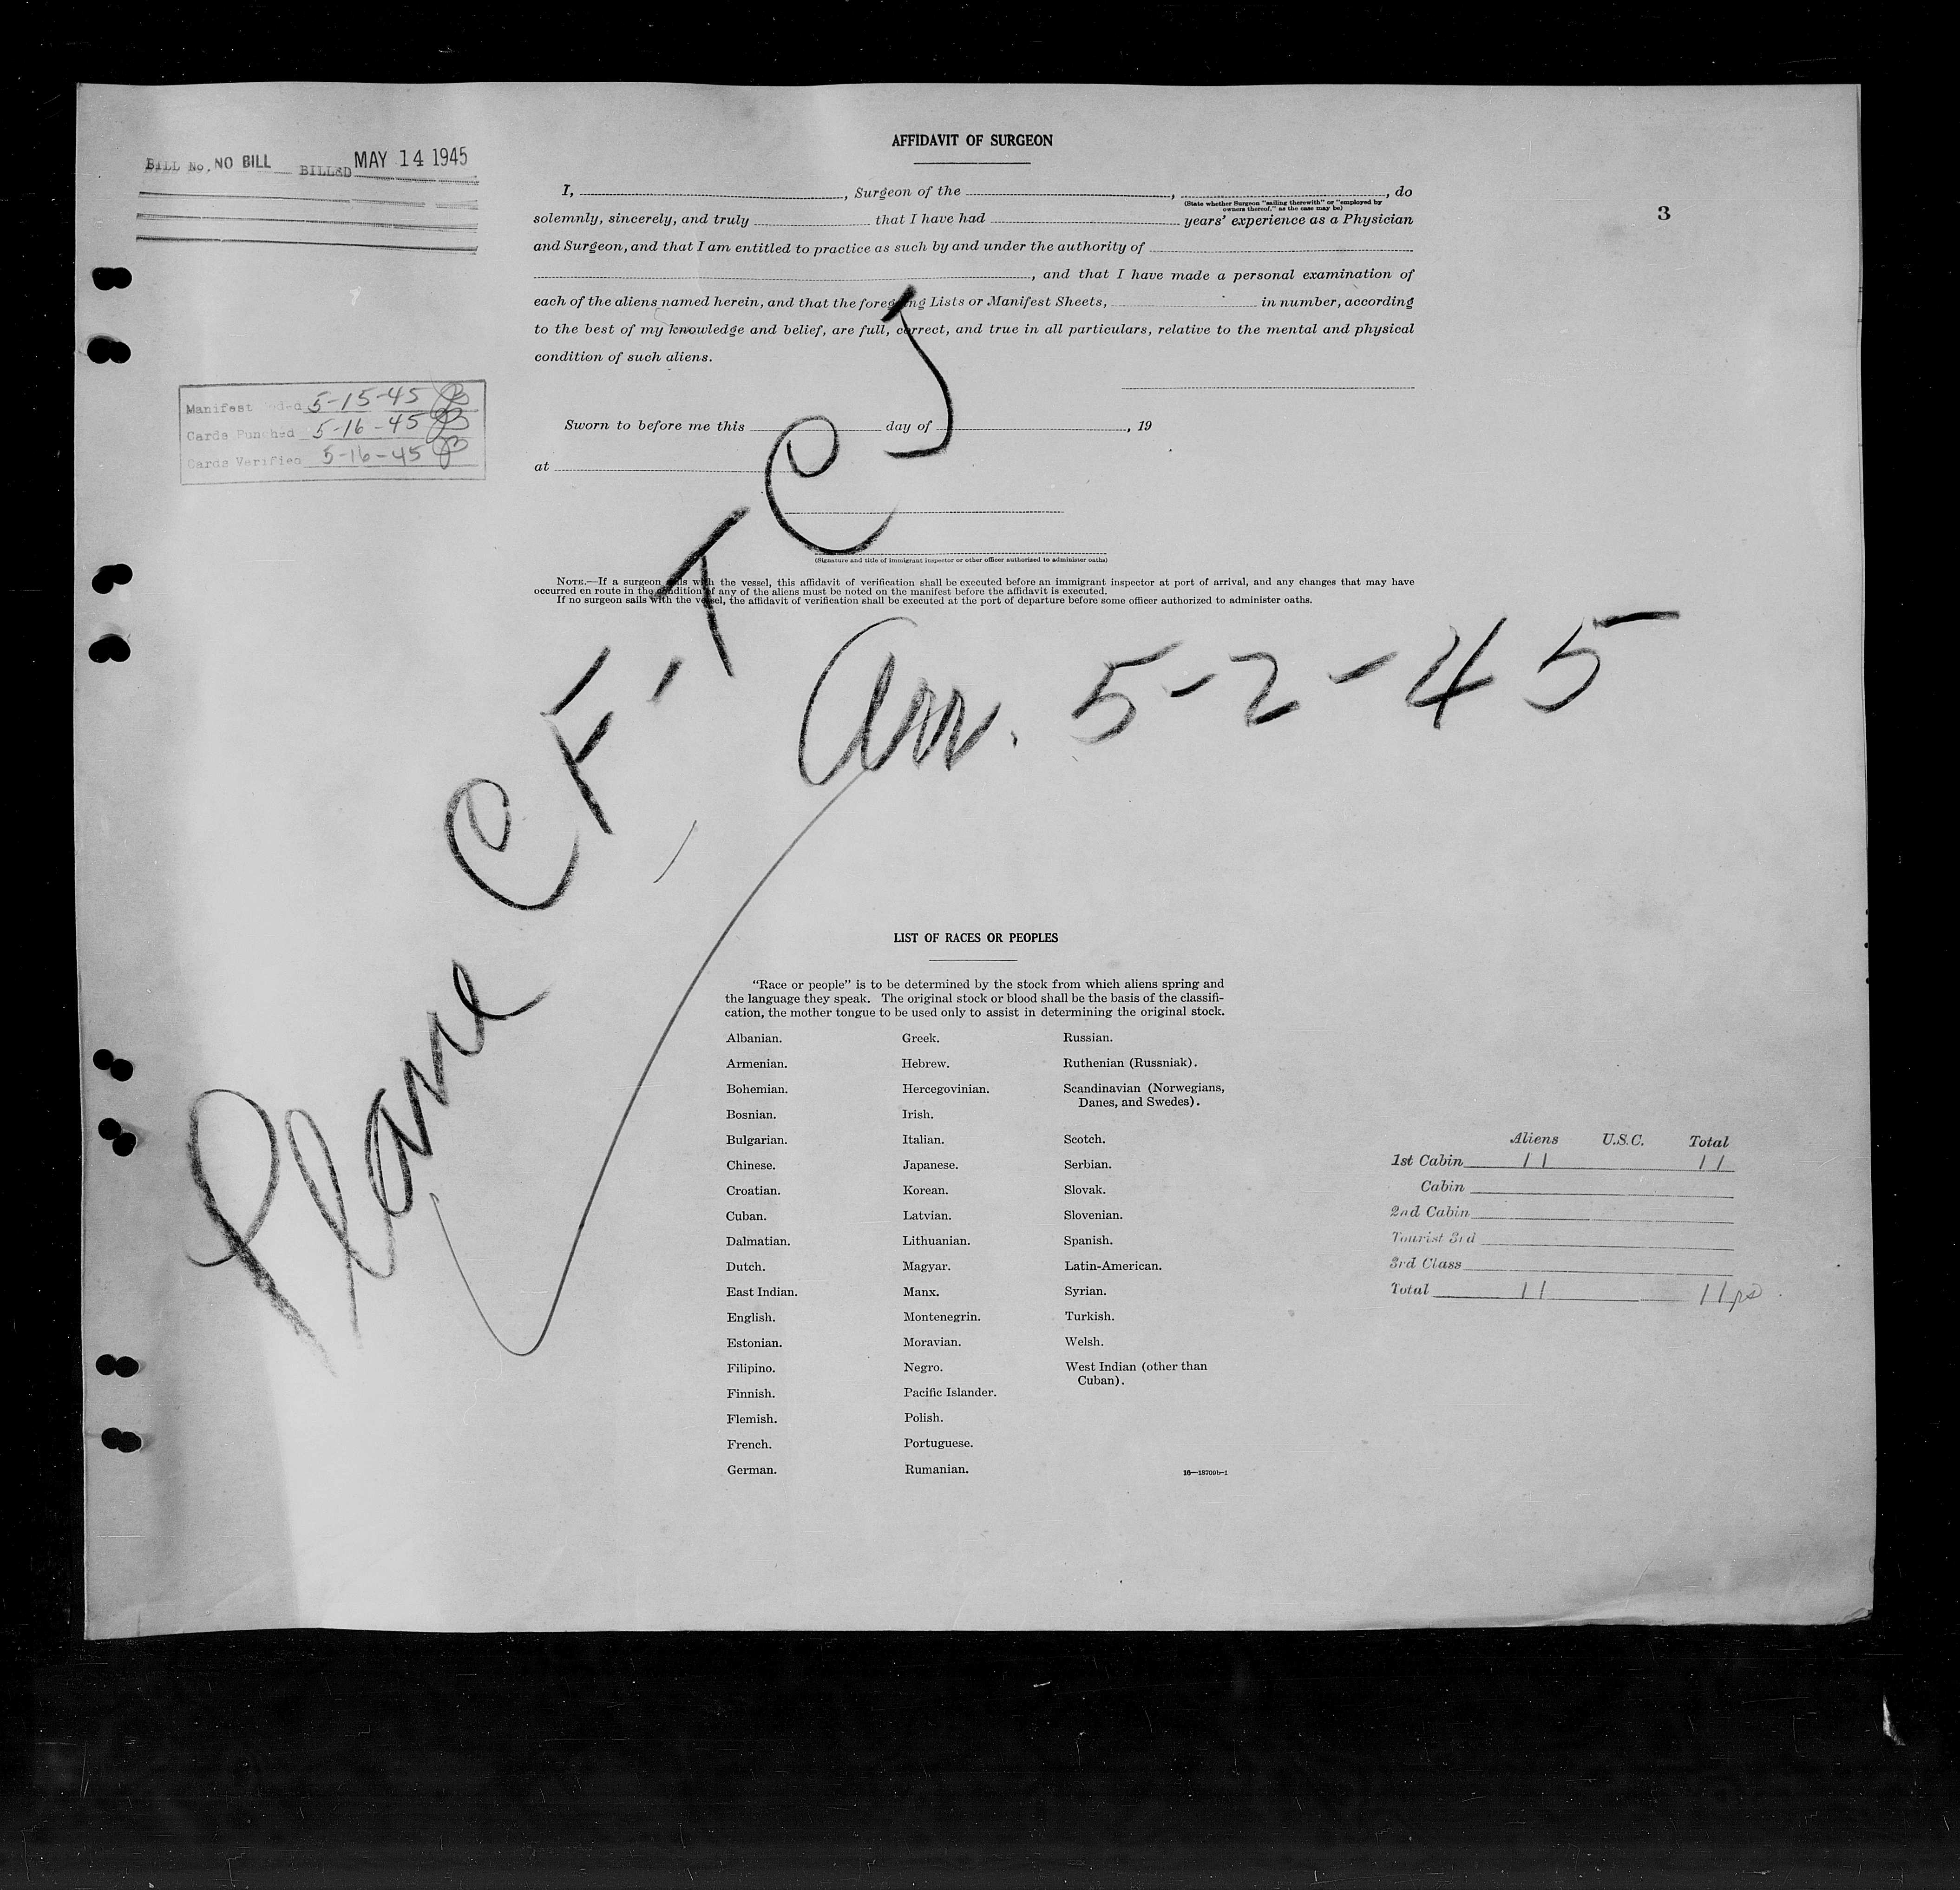 BILL No. NO BILL BILLED MAY 14 1945
AFFIDAVIT OF SURGEON
I, , Surgeon of the , , do
(State whether Surgeon "sailing therewith" or "employed by
owners thereof," as the case may be)
solemnly, sincerely, and truly that I have had years' experience as a Physician
3
and Surgeon, and that I am entitled to practice as such by and under the authority of
, and that I have made a personal examination of
each of the aliens named herein, and that the foregoing Lists or Manifest Sheets, in number, according
to the best of my knowledge and belief, are full, correct, and true in all particulars, relative to the mental and physical
condition of such aliens.
Manifest 5-15-45
Cards Punched 5-16-45
Cards Verified 5-16-45
Sworn to before me this day of , 19
at
(Signature and title of immigrant inspector or other officer authorized to administer oaths)
NOTE.—If a surgeon sails with the vessel, this affidavit of verification shall be executed before an immigrant inspector at port of arrival, and any changes that may have
occurred en route in the condition of any of the aliens must be noted on the manifest before the affidavit is executed.
If no surgeon sails with the vessel, the affidavit of verification shall be executed at the port of departure before some officer authorized to administer oaths.
Plane CF-TCJ
Arr. 5-2-45
LIST OF RACES OR PEOPLES
"Race or people" is to be determined by the stock from which aliens spring and
the language they speak. The original stock or blood shall be the basis of the classifi-
cation, the mother tongue to be used only to assist in determining the original stock.
Albanian.
Armenian.
Bohemian.
Bosnian.
Bulgarian.
Chinese.
Croatian.
Cuban.
Dalmatian.
Dutch.
East Indian.
English.
Estonian.
Filipino.
Finnish.
Flemish.
French.
German.
Greek.
Hebrew.
Hercegovinian.
Irish.
Italian.
Japanese.
Korean.
Latvian.
Lithuanian.
Magyar.
Manx.
Montenegrin.
Moravian.
Negro.
Pacific Islander.
Polish.
Portuguese.
Rumanian.
Russian.
Ruthenian (Russniak).
Scandinavian (Norwegians,
Danes, and Swedes).
Scotch.
Serbian.
Slovak.
Slovenian.
Spanish.
Latin-American.
Syrian.
Turkish.
Welsh.
West Indian (other than
Cuban).
16—18709b-1
Aliens U.S.C. Total
1st Cabin 11 11
Cabin
2nd Cabin
Tourist 3rd
3rd Class
Total 11 11 ps